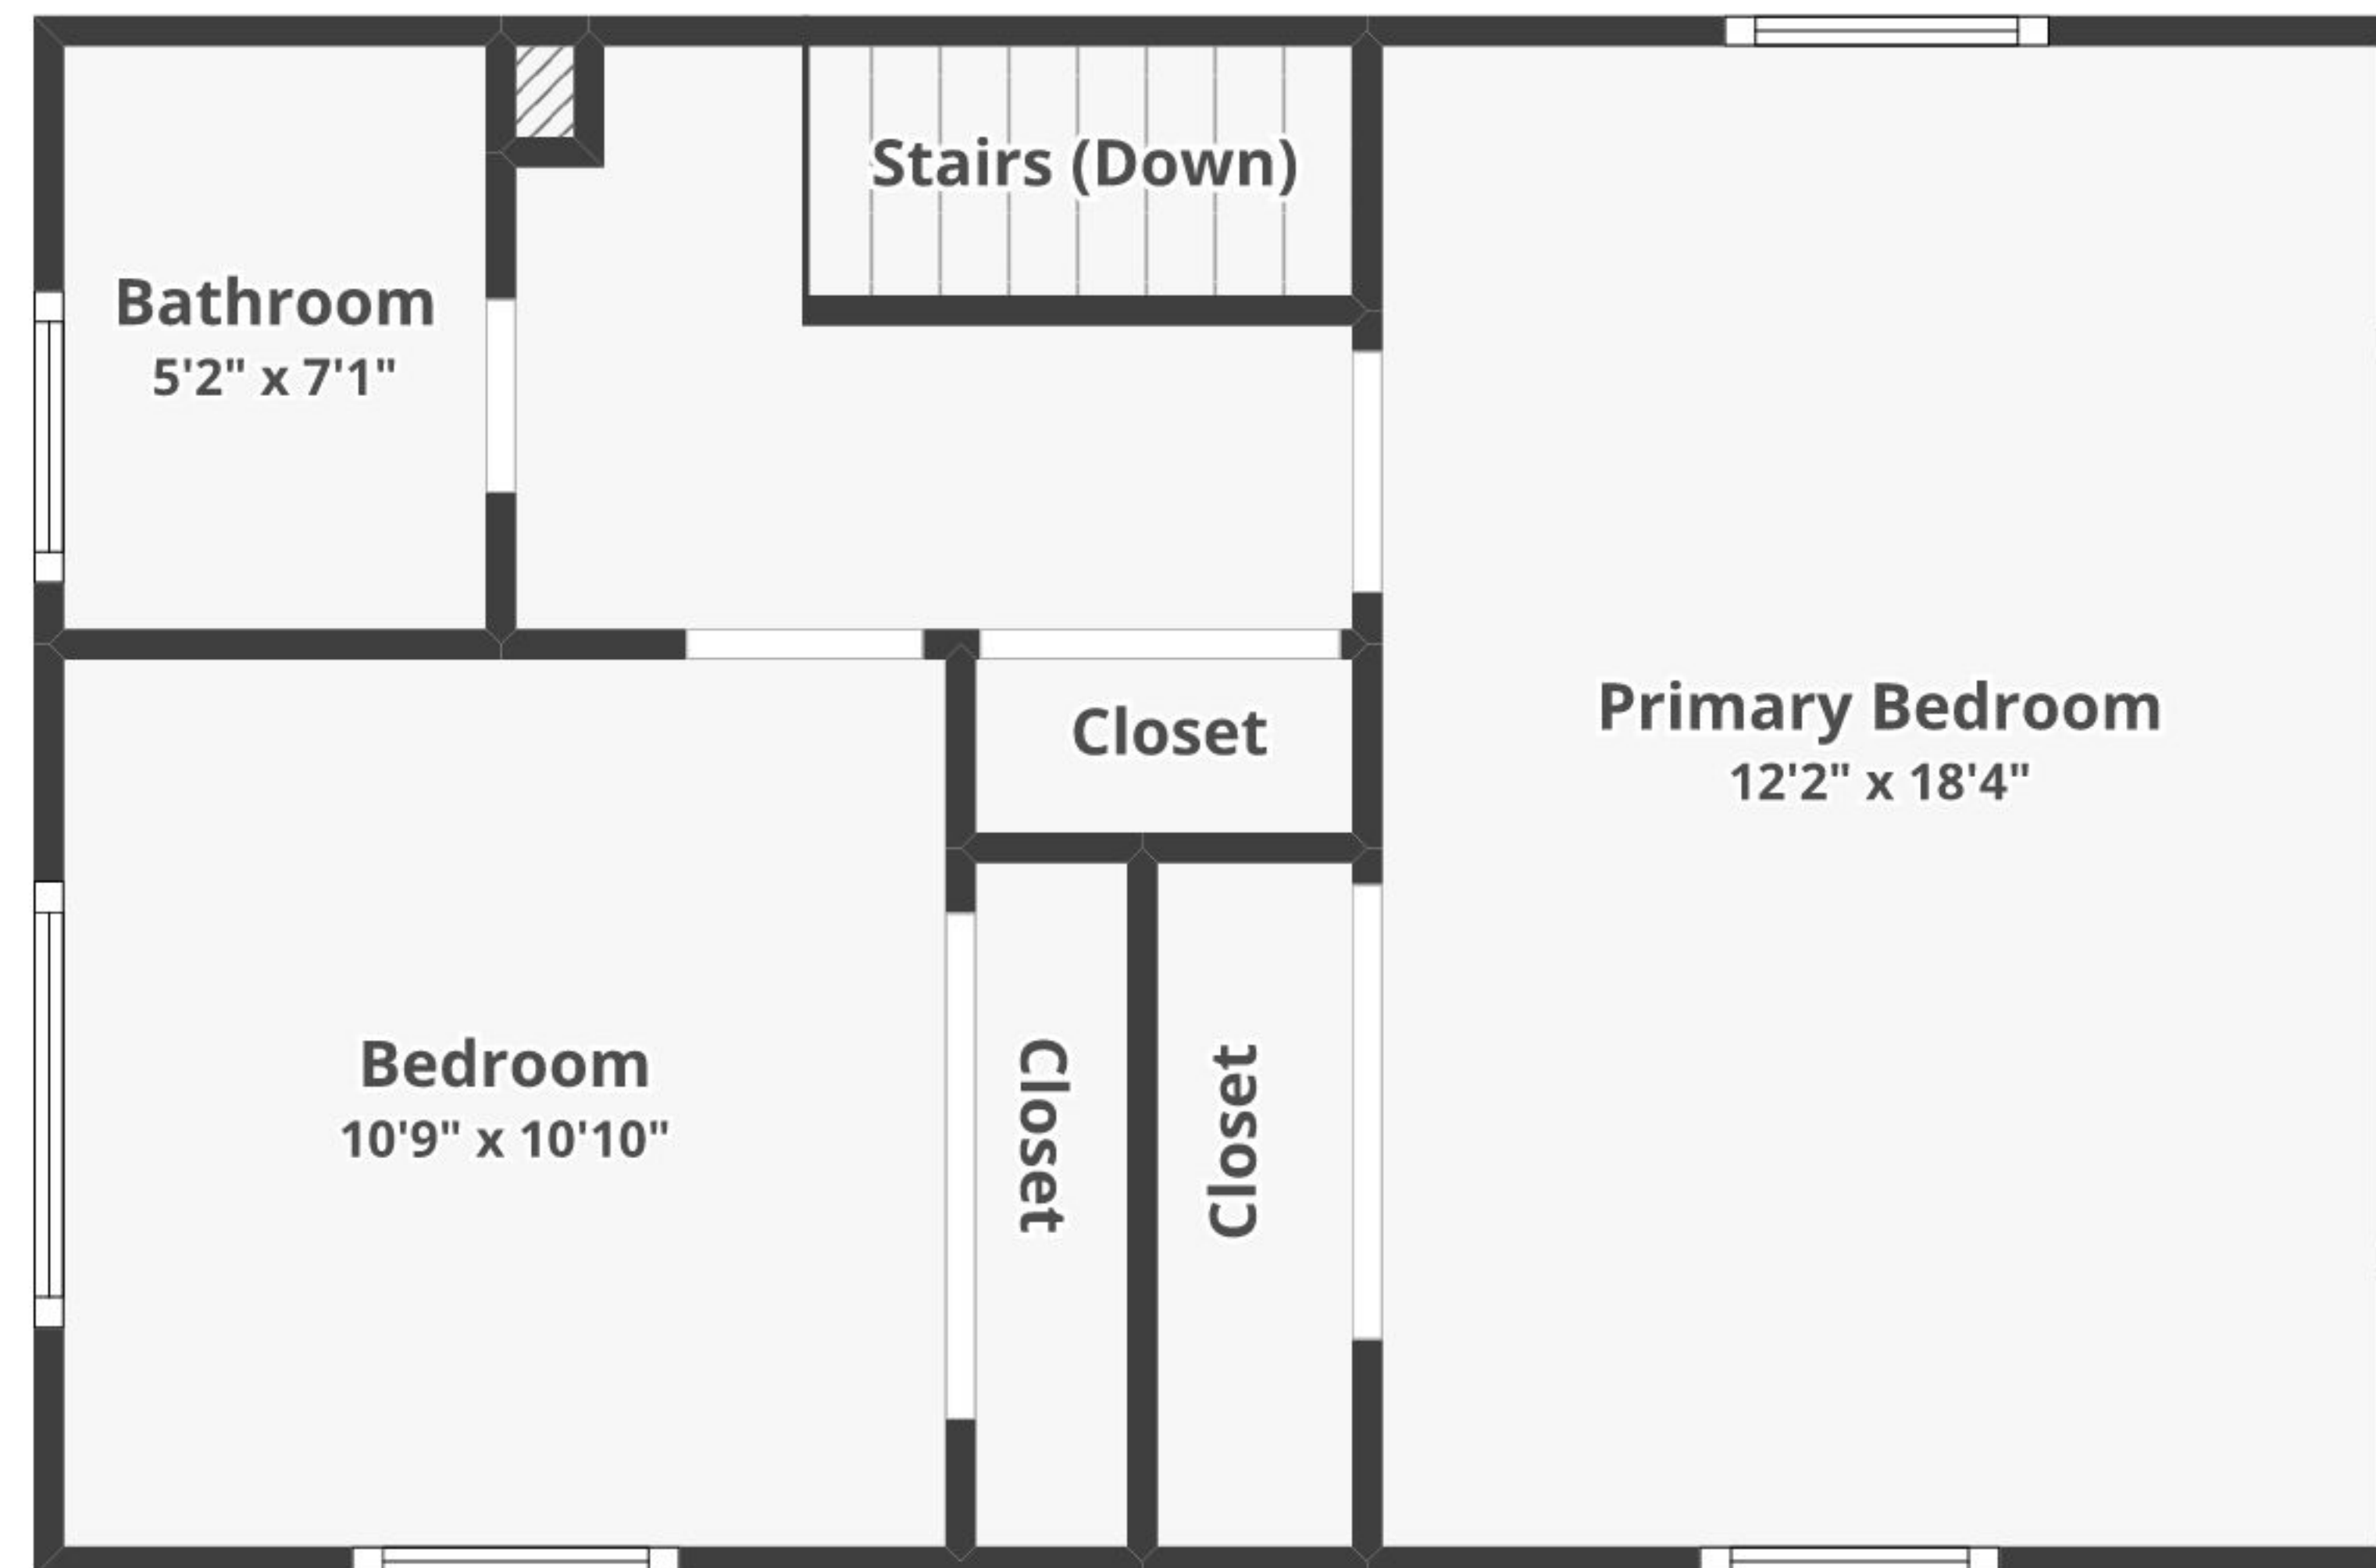 Stairs (Down)
Bathroom
5'2" x 7'1"
Closet
Primary Bedroom
12'2" x 18'4"
Bedroom
10'9" x 10'10"
Closet
Closet